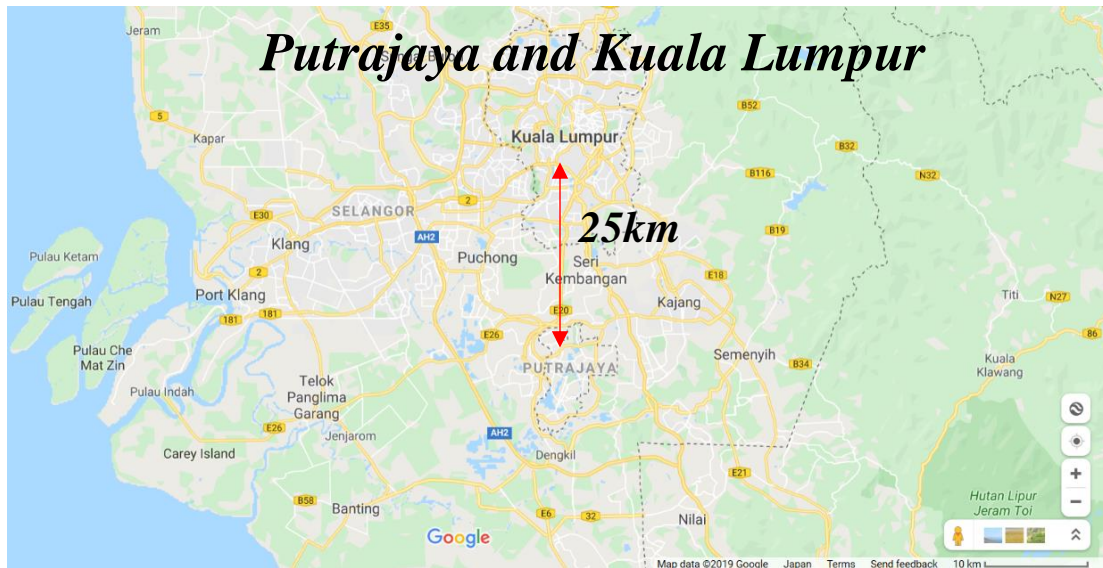 Jeram
E35
Putrajaya and Kuala Lumpur
B52
5
Kuala Lumpur
Kapar
B32
B116
N32
2
SELANGOR
E30
25km
B19
AH2
Klang
Puchong
Pulau Ketam
Seri
Kembangan
2
E18
Port Klang
Titi
N27
Pulau Tengah
Kajang
181
181
E20
E26
86
Pulau Che
Mat Zin
Semenyih
B34
Kuala
Klawang
PUTRAJAYA
Telok
Panglima
Garang
Pulau Indah
E26
AH2
Jenjarom
Carey Island
Dengkil
E21
B58
Banting
Hutan Lipur
Jeram Toi
E6
32
Nilai
Google
Map data ©2019 Google Japan Terms Send feedback 10 km